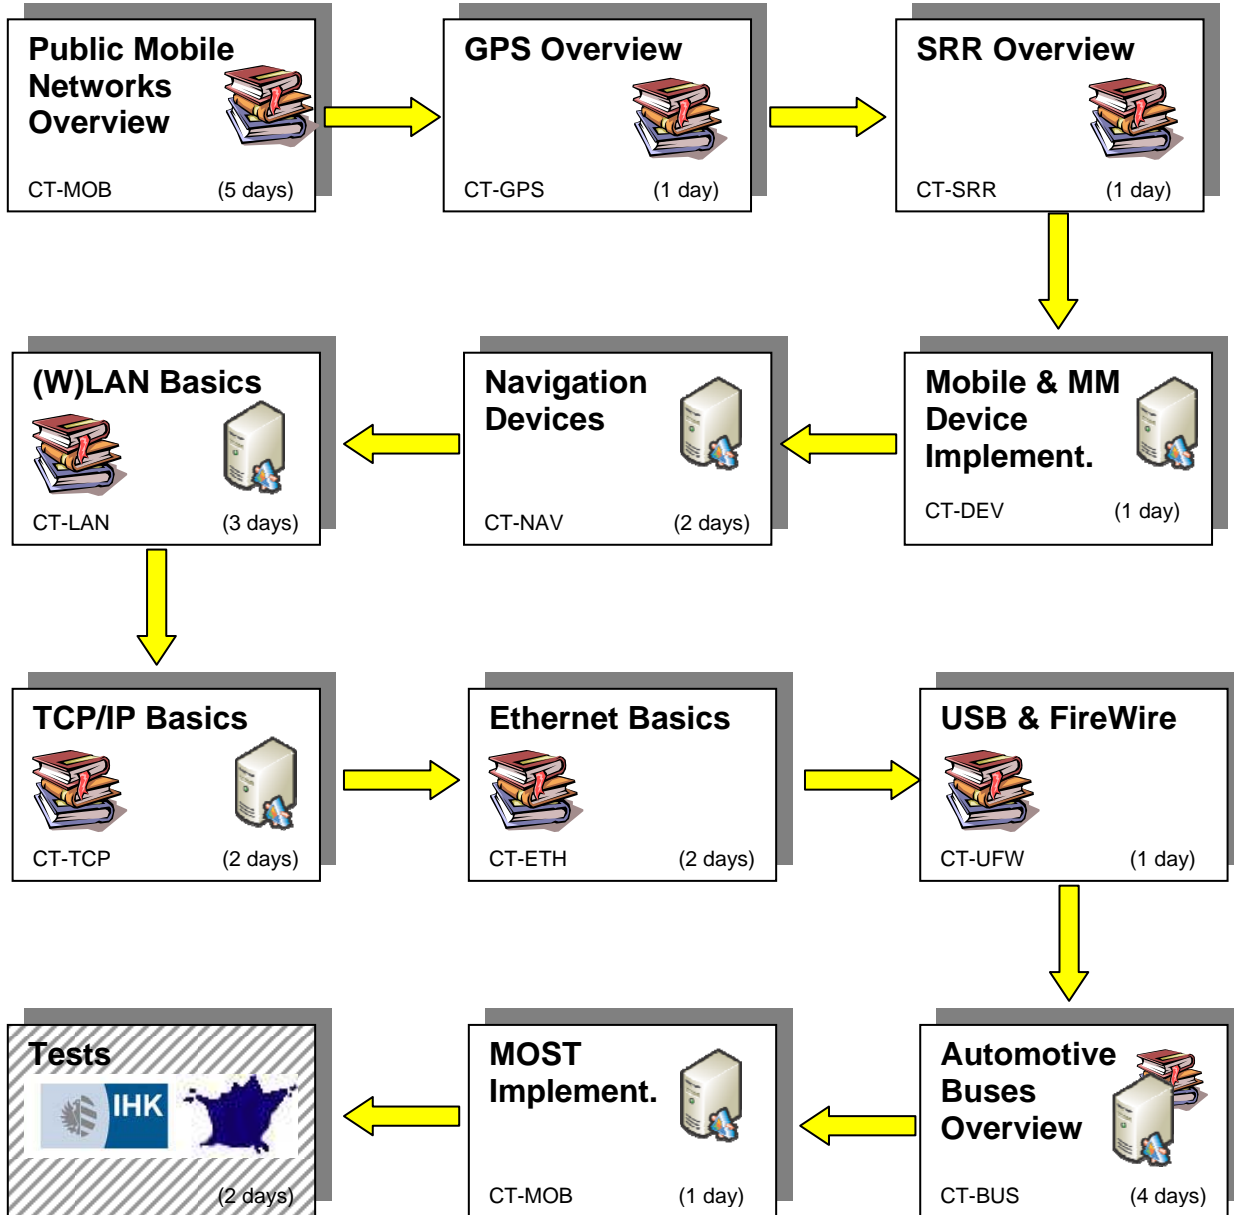 Public Mobile
Networks
Overview
CT-MOB (5 days)
GPS Overview
CT-GPS (1 day)
SRR Overview
CT-SRR (1 day)
(W)LAN Basics
CT-LAN (3 days)
Navigation
Devices
CT-NAV (2 days)
Mobile & MM
Device
Implement.
CT-DEV (1 day)
TCP/IP Basics
CT-TCP (2 days)
Ethernet Basics
CT-ETH (2 days)
USB & FireWire
CT-UFW (1 day)
Tests
IHK
(2 days)
MOST
Implement.
CT-MOB (1 day)
Automotive
Buses
Overview
CT-BUS (4 days)